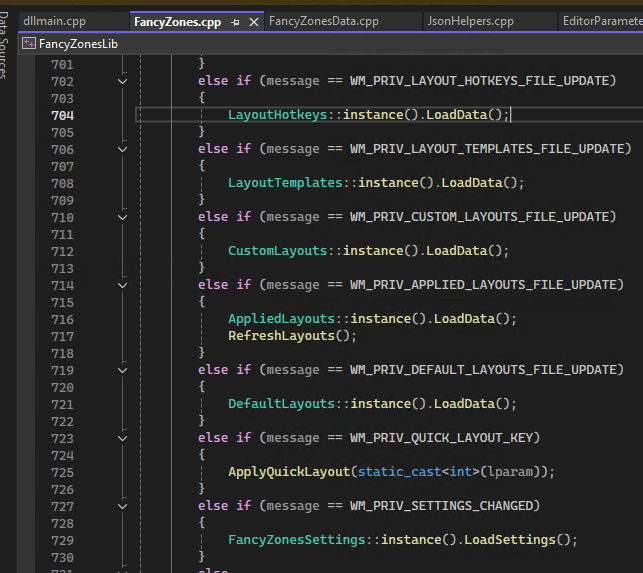 dllmain.cpp FancyZones.cpp FancyZonesData.cpp JsonHelpers.cpp EditorParamete
Data Sources
FancyZonesLib
701 }
702 else if (message == WM_PRIV_LAYOUT_HOTKEYS_FILE_UPDATE)
703 {
704 LayoutHotkeys::instance().LoadData();
705 }
706 else if (message == WM_PRIV_LAYOUT_TEMPLATES_FILE_UPDATE)
707 {
708 LayoutTemplates::instance().LoadData();
709 }
710 else if (message == WM_PRIV_CUSTOM_LAYOUTS_FILE_UPDATE)
711 {
712 CustomLayouts::instance().LoadData();
713 }
714 else if (message == WM_PRIV_APPLIED_LAYOUTS_FILE_UPDATE)
715 {
716 AppliedLayouts::instance().LoadData();
717 RefreshLayouts();
718 }
719 else if (message == WM_PRIV_DEFAULT_LAYOUTS_FILE_UPDATE)
720 {
721 DefaultLayouts::instance().LoadData();
722 }
723 else if (message == WM_PRIV_QUICK_LAYOUT_KEY)
724 {
725 ApplyQuickLayout(static_cast<int>(lparam));
726 }
727 else if (message == WM_PRIV_SETTINGS_CHANGED)
728 {
729 FancyZonesSettings::instance().LoadSettings();
730 }
731 else